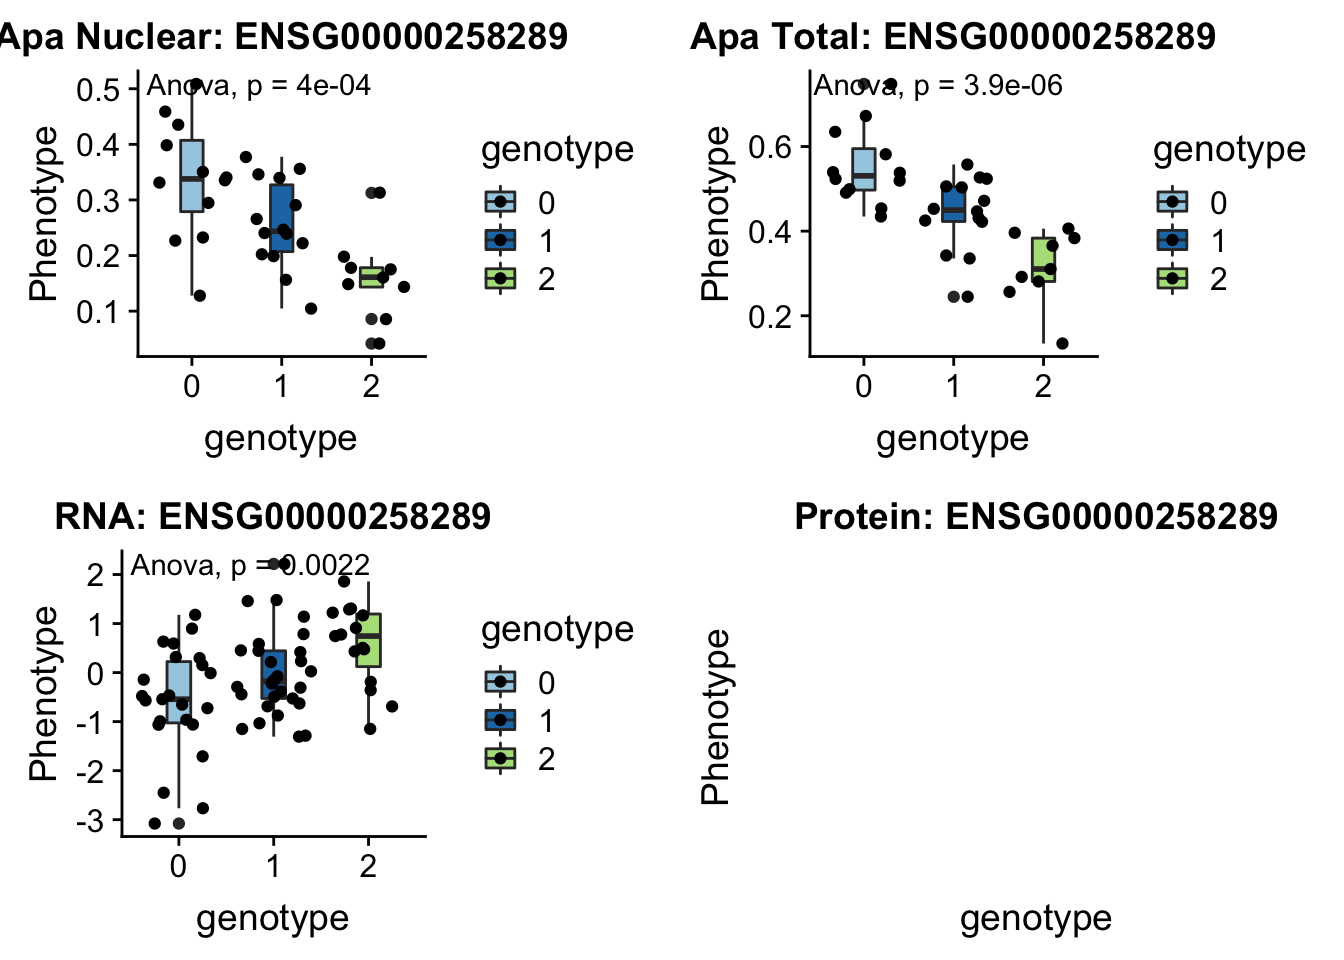 Apa Nuclear: ENSG00000258289
Anova, p = 4e-04
Phenotype
0.5
0.4
0.3
0.2
0.1
0
1
2
genotype
genotype
0
1
2
Apa Total: ENSG00000258289
Anova, p = 3.9e-06
Phenotype
0.6
0.4
0.2
0
1
2
genotype
genotype
0
1
2
RNA: ENSG00000258289
Anova, p = 0.0022
Phenotype
2
1
0
-1
-2
-3
0
1
2
genotype
genotype
0
1
2
Protein: ENSG00000258289
Phenotype
genotype